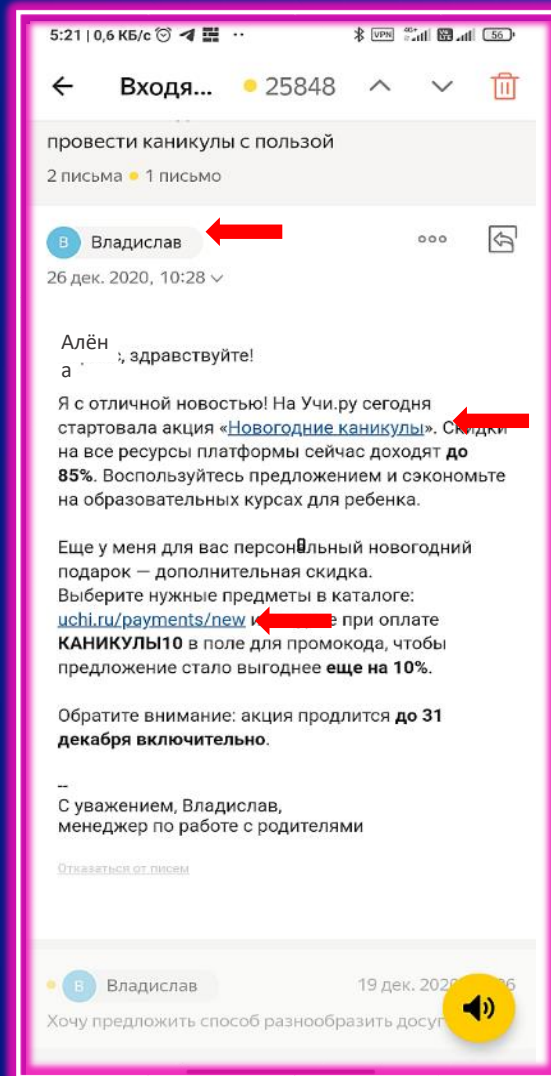 5:21 | 0,6 КБ/с
VPN 56
Входя... 25848
провести каникулы с пользой
2 письма 1 письмо
В Владислав
26 дек. 2020, 10:28
Алён
а , здравствуйте!
Я с отличной новостью! На Учи.ру сегодня
стартовала акция «Новогодние каникулы». Скидки
на все ресурсы платформы сейчас доходят до
85%. Воспользуйтесь предложением и сэкономьте
на образовательных курсах для ребенка.
Еще у меня для вас персональный новогодний
подарок — дополнительная скидка.
Выберите нужные предметы в каталоге:
uchi.ru/payments/new и при оплате
КАНИКУЛЫ10 в поле для промокода, чтобы
предложение стало выгоднее еще на 10%.
Обратите внимание: акция продлится до 31
декабря включительно.
--
С уважением, Владислав,
менеджер по работе с родителями
Отказаться от писем
В Владислав 19 дек. 2020
Хочу предложить способ разнообразить досуг